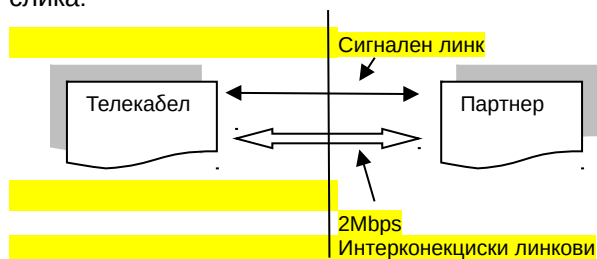 слика:
Сигнален линк
Телекабел
Партнер
2Mbps
Интерконекциски линкови